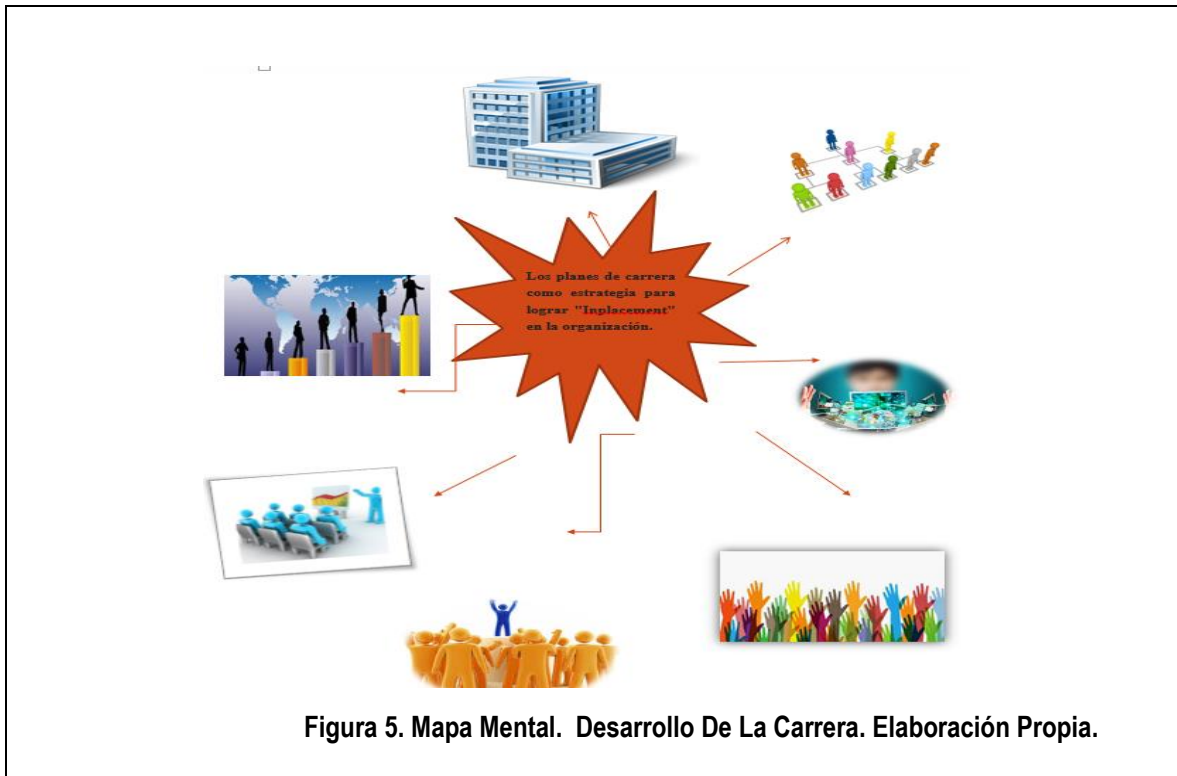 Los planes de carrera
como estrategia para
lograr "Inplacement"
en la organización.
Figura 5. Mapa Mental. Desarrollo De La Carrera. Elaboración Propia.